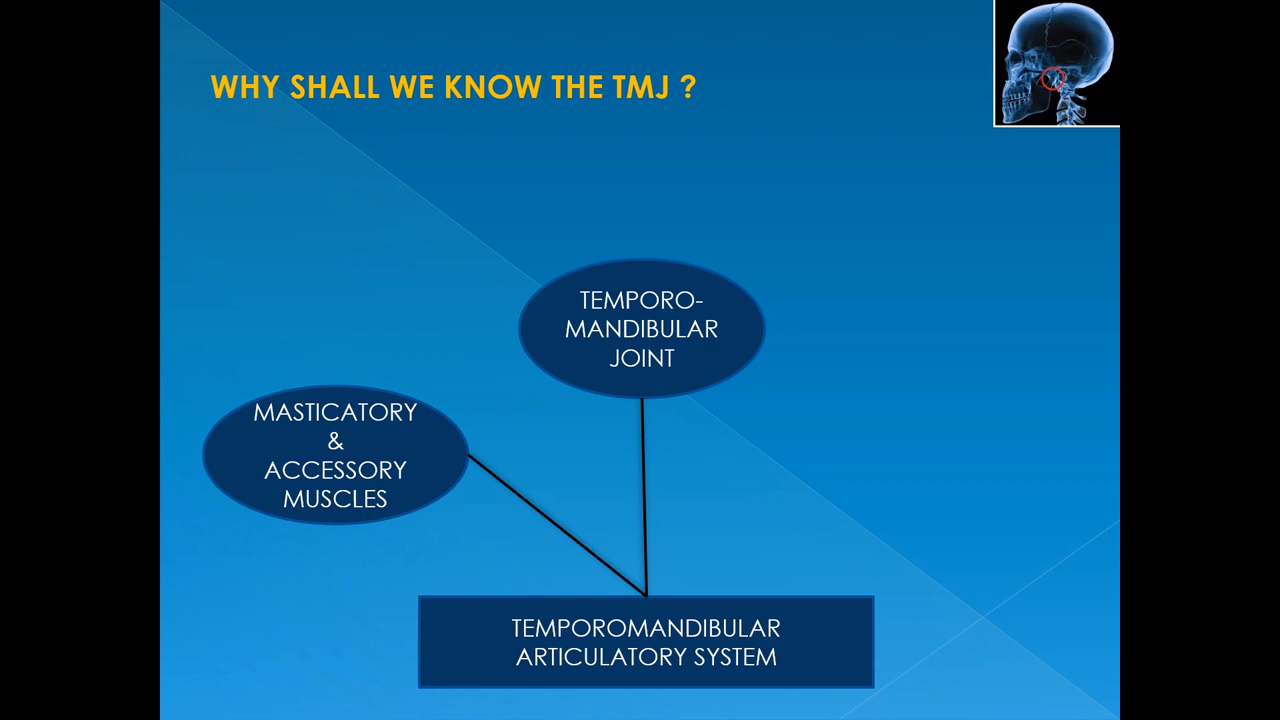 WHY SHALL WE KNOW THE TMJ ?
TEMPORO-
MANDIBULAR
JOINT
MASTICATORY
&
ACCESSORY
MUSCLES
TEMPOROMANDIBULAR
ARTICULATORY SYSTEM